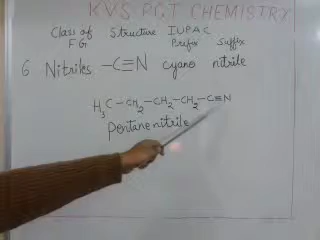 KVS PGT CHEMISTRY
Class of Structure IUPAC
FG Prefix Suffix
6 Nitriles –C≡N cyano nitrile
H₃C–CH₂–CH₂–CH₂–C≡N
Pentanenitrile